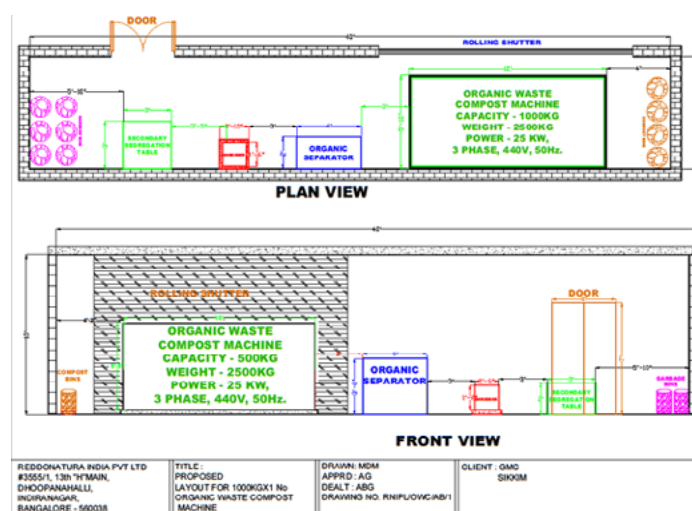 DOOR
ROLLING SHUTTER
ORGANIC WASTE
COMPOST MACHINE
CAPACITY - 1000KG
WEIGHT - 2500KG
POWER - 25 KW,
3 PHASE, 440V, 50Hz.
SECONDARY
SEGREGATION
TABLE
ORGANIC
SEPARATOR
PLAN VIEW
ROLLING SHUTTER
DOOR
ORGANIC WASTE
COMPOST MACHINE
CAPACITY - 500KG
WEIGHT - 2500KG
POWER - 25 KW,
3 PHASE, 440V, 50Hz.
COMPOST
BINS
ORGANIC
SEPARATOR
SECONDARY
SEGREGATION
TABLE
GARBAGE
BINS
FRONT VIEW
REDDONATURA INDIA PVT LTD
#3555/1, 13th "H"MAIN,
DHOOPANAHALLI,
INDIRANAGAR,
BANGALORE - 560038.
TITLE :
PROPOSED
LAYOUT FOR 1000KGX1 No
ORGANIC WASTE COMPOST
MACHINE
DRAWN: MDM
APPRD : AG
DEALT : ABG
DRAWING NO. RNIPL/OWC/AB/1
CLIENT : GMC
SIKKIM